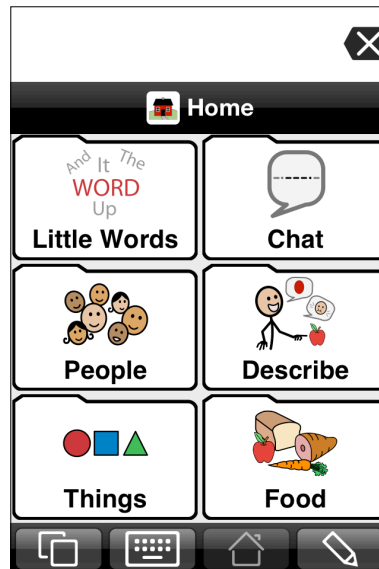 Home
And It The
WORD
Up
Little Words
Chat
People
Describe
Things
Food